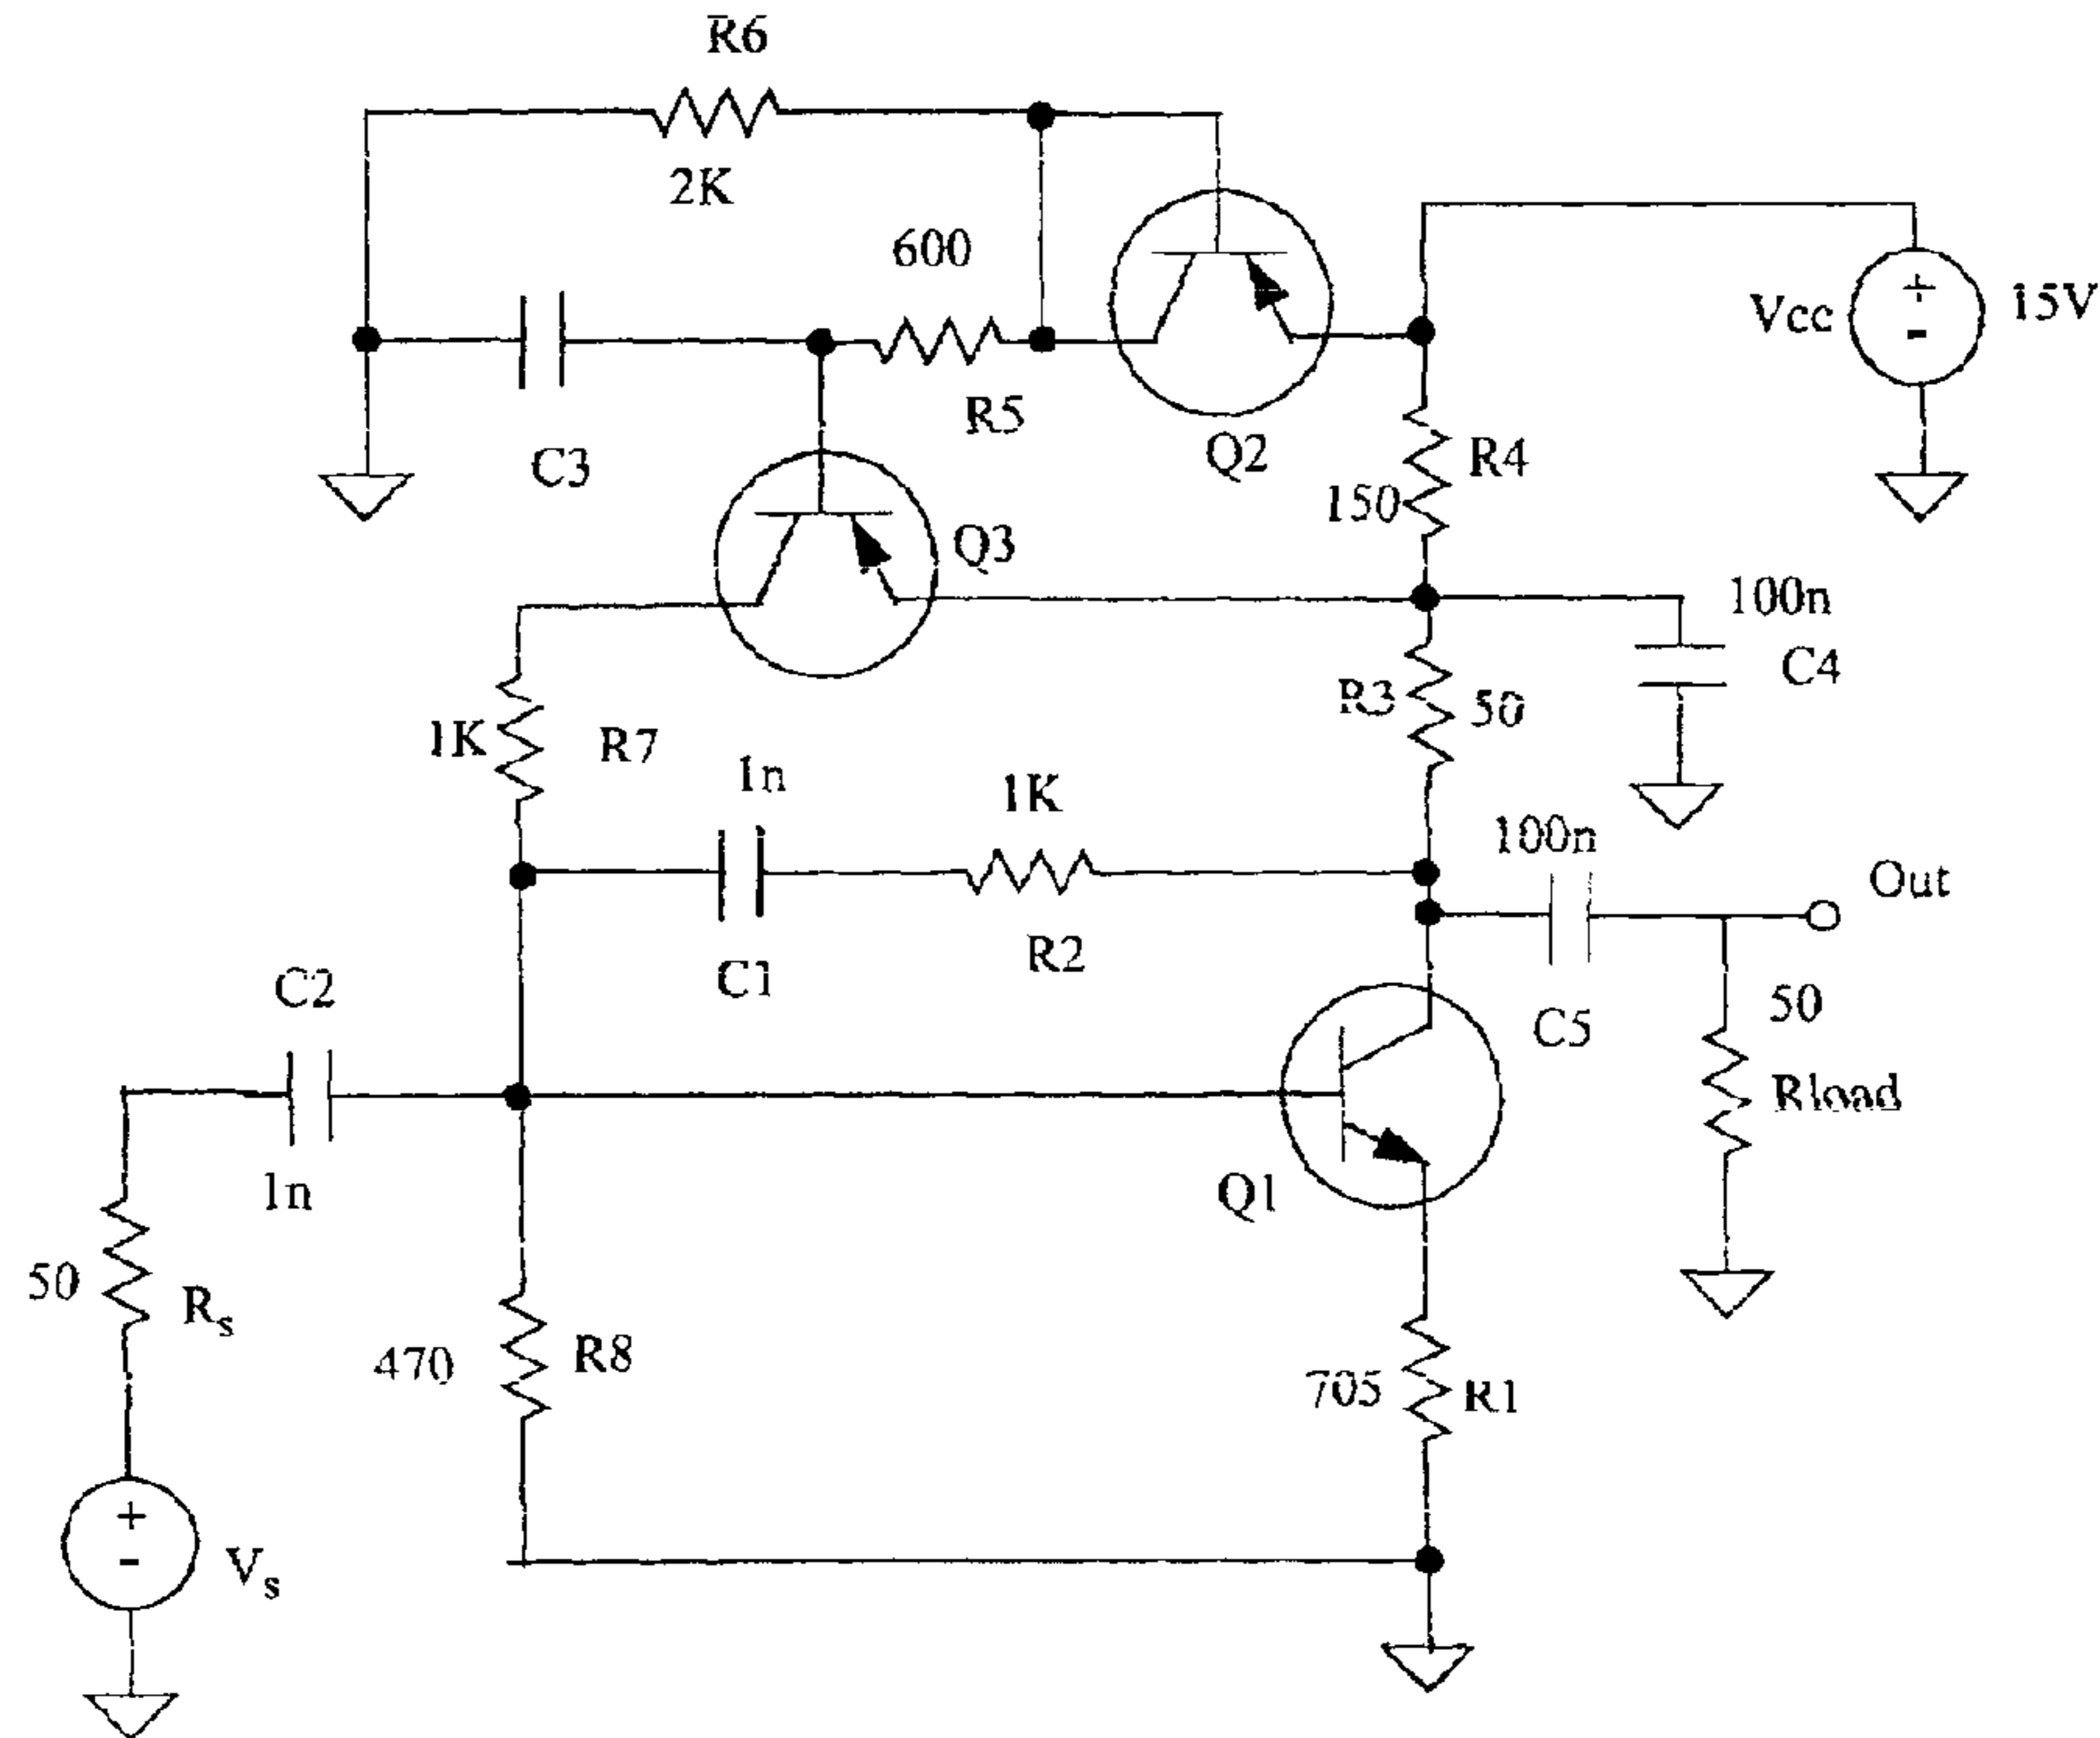 R6
2K
600
R5
C3
Q2
Vcc
+
-
15V
R4
150
Q3
100n
C4
R3
50
1K
R7
1n
1K
100n
Out
C1
R2
C2
C5
50
Rload
1n
Q1
50
Rs
470
R8
705
R1
+
-
Vs